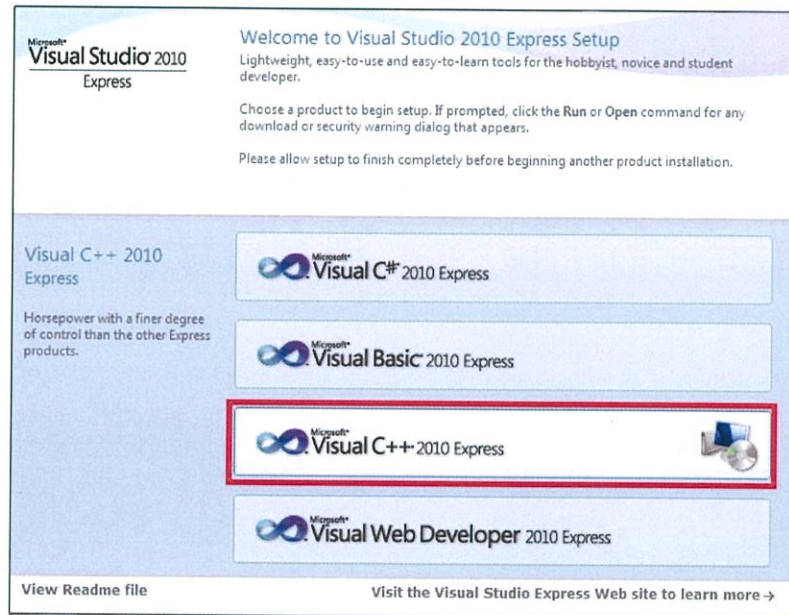 Microsoft®
Visual Studio® 2010
Express
Welcome to Visual Studio 2010 Express Setup
Lightweight, easy-to-use and easy-to-learn tools for the hobbyist, novice and student
developer.
Choose a product to begin setup. If prompted, click the Run or Open command for any
download or security warning dialog that appears.
Please allow setup to finish completely before beginning another product installation.
Visual C++ 2010
Express
Horsepower with a finer degree
of control than the other Express
products.
Microsoft®
Visual C#® 2010 Express
Microsoft®
Visual Basic® 2010 Express
Microsoft®
Visual C++® 2010 Express
Microsoft®
Visual Web Developer® 2010 Express
View Readme file
Visit the Visual Studio Express Web site to learn more →